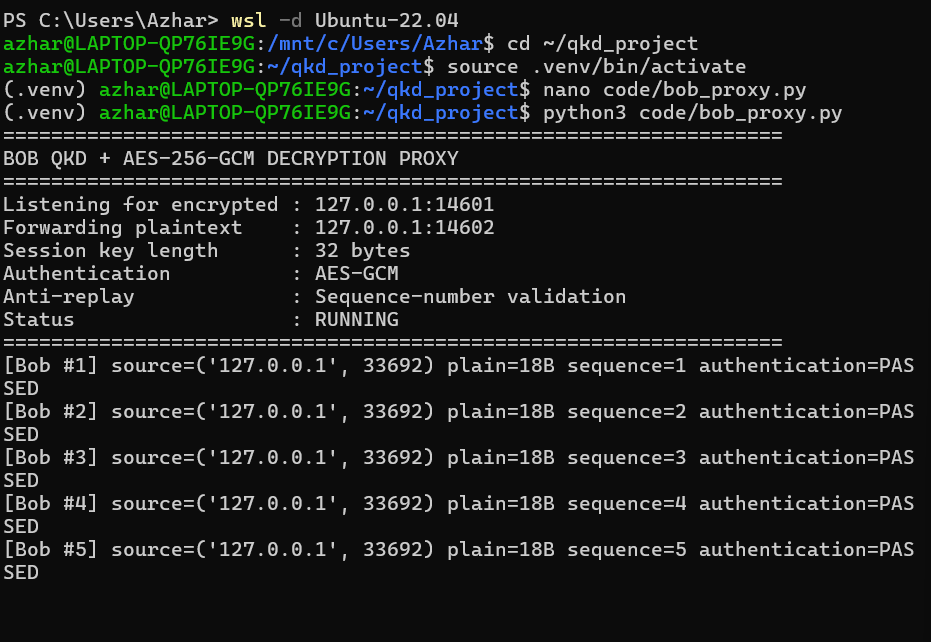 PS C:\Users\Azhar> wsl -d Ubuntu-22.04
azhar@LAPTOP-QP76IE9G:/mnt/c/Users/Azhar$ cd ~/qkd_project
azhar@LAPTOP-QP76IE9G:~/qkd_project$ source .venv/bin/activate
(.venv) azhar@LAPTOP-QP76IE9G:~/qkd_project$ nano code/bob_proxy.py
(.venv) azhar@LAPTOP-QP76IE9G:~/qkd_project$ python3 code/bob_proxy.py
=================================================================
BOB QKD + AES-256-GCM DECRYPTION PROXY
=================================================================
Listening for encrypted : 127.0.0.1:14601
Forwarding plaintext    : 127.0.0.1:14602
Session key length      : 32 bytes
Authentication          : AES-GCM
Anti-replay             : Sequence-number validation
Status                  : RUNNING
=================================================================
[Bob #1] source=('127.0.0.1', 33692) plain=18B sequence=1 authentication=PAS
SED
[Bob #2] source=('127.0.0.1', 33692) plain=18B sequence=2 authentication=PAS
SED
[Bob #3] source=('127.0.0.1', 33692) plain=18B sequence=3 authentication=PAS
SED
[Bob #4] source=('127.0.0.1', 33692) plain=18B sequence=4 authentication=PAS
SED
[Bob #5] source=('127.0.0.1', 33692) plain=18B sequence=5 authentication=PAS
SED